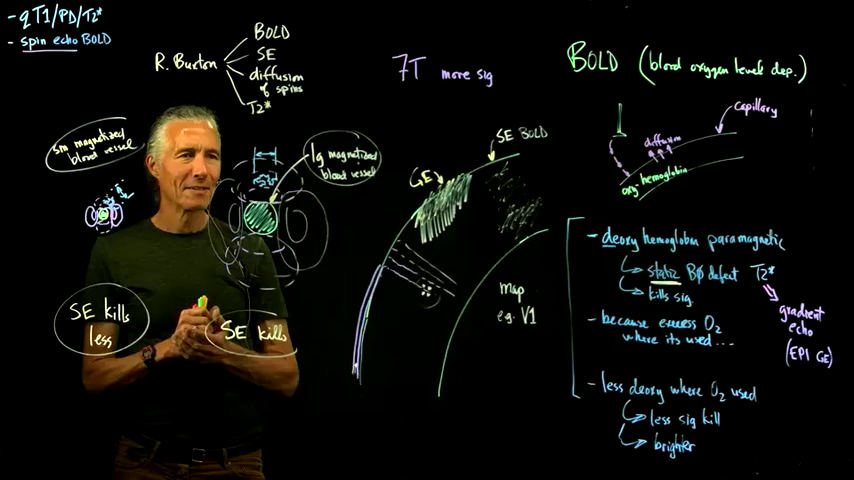 - qT1/PD/T2*
- spin echo BOLD
R. Buxton
BOLD
SE
diffusion
of spins
T2*
sm magnetized
blood vessel
lg magnetized
blood vessel
SE kills
less
SE kills
7T more sig
SE BOLD
GE
map
e.g. V1
BOLD (blood oxygen level dep.)
capillary
diffusion
oxy-hemoglobin
- deoxy hemoglobin paramagnetic
static BØ defect T2*
kills sig.
gradient
echo
(EPI GE)
- because excess O2
where its used ...
- less deoxy where O2 used
less sig kill
brighter